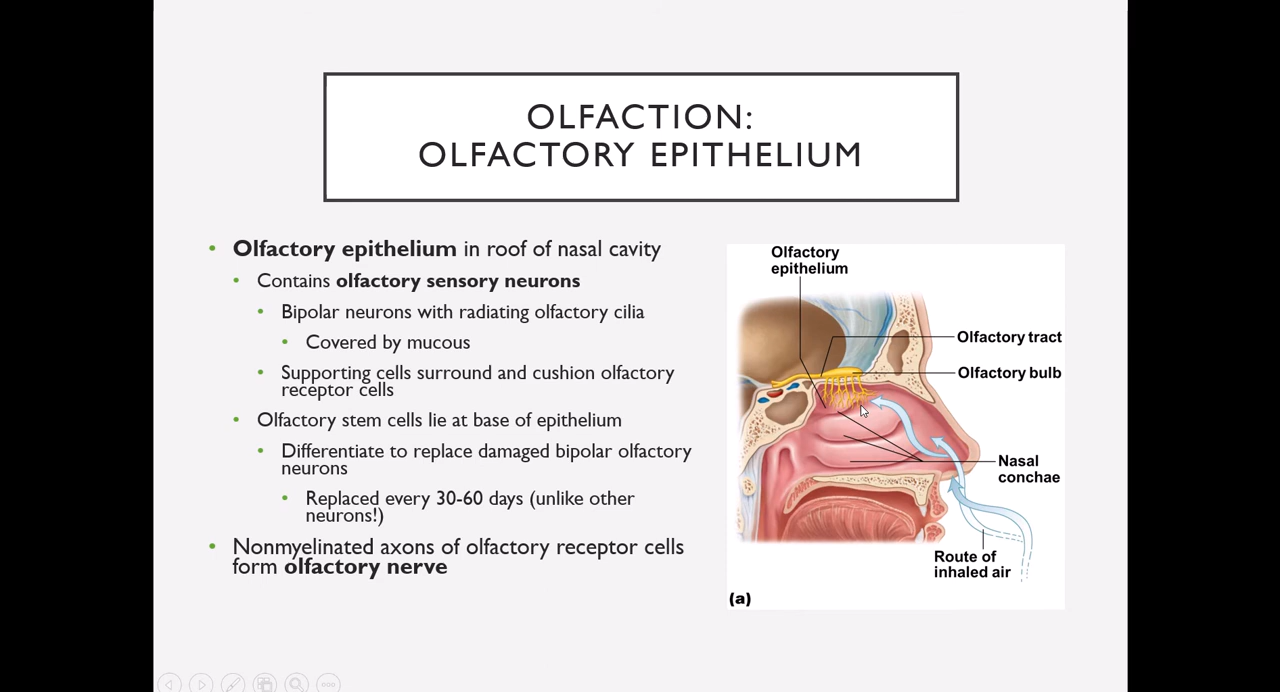 OLFACTION:
OLFACTORY EPITHELIUM
• Olfactory epithelium in roof of nasal cavity
• Contains olfactory sensory neurons
• Bipolar neurons with radiating olfactory cilia
• Covered by mucous
• Supporting cells surround and cushion olfactory
receptor cells
• Olfactory stem cells lie at base of epithelium
• Differentiate to replace damaged bipolar olfactory
neurons
• Replaced every 30-60 days (unlike other
neurons!)
• Nonmyelinated axons of olfactory receptor cells
form olfactory nerve
Olfactory
epithelium
Olfactory tract
Olfactory bulb
Nasal
conchae
Route of
inhaled air
(a)